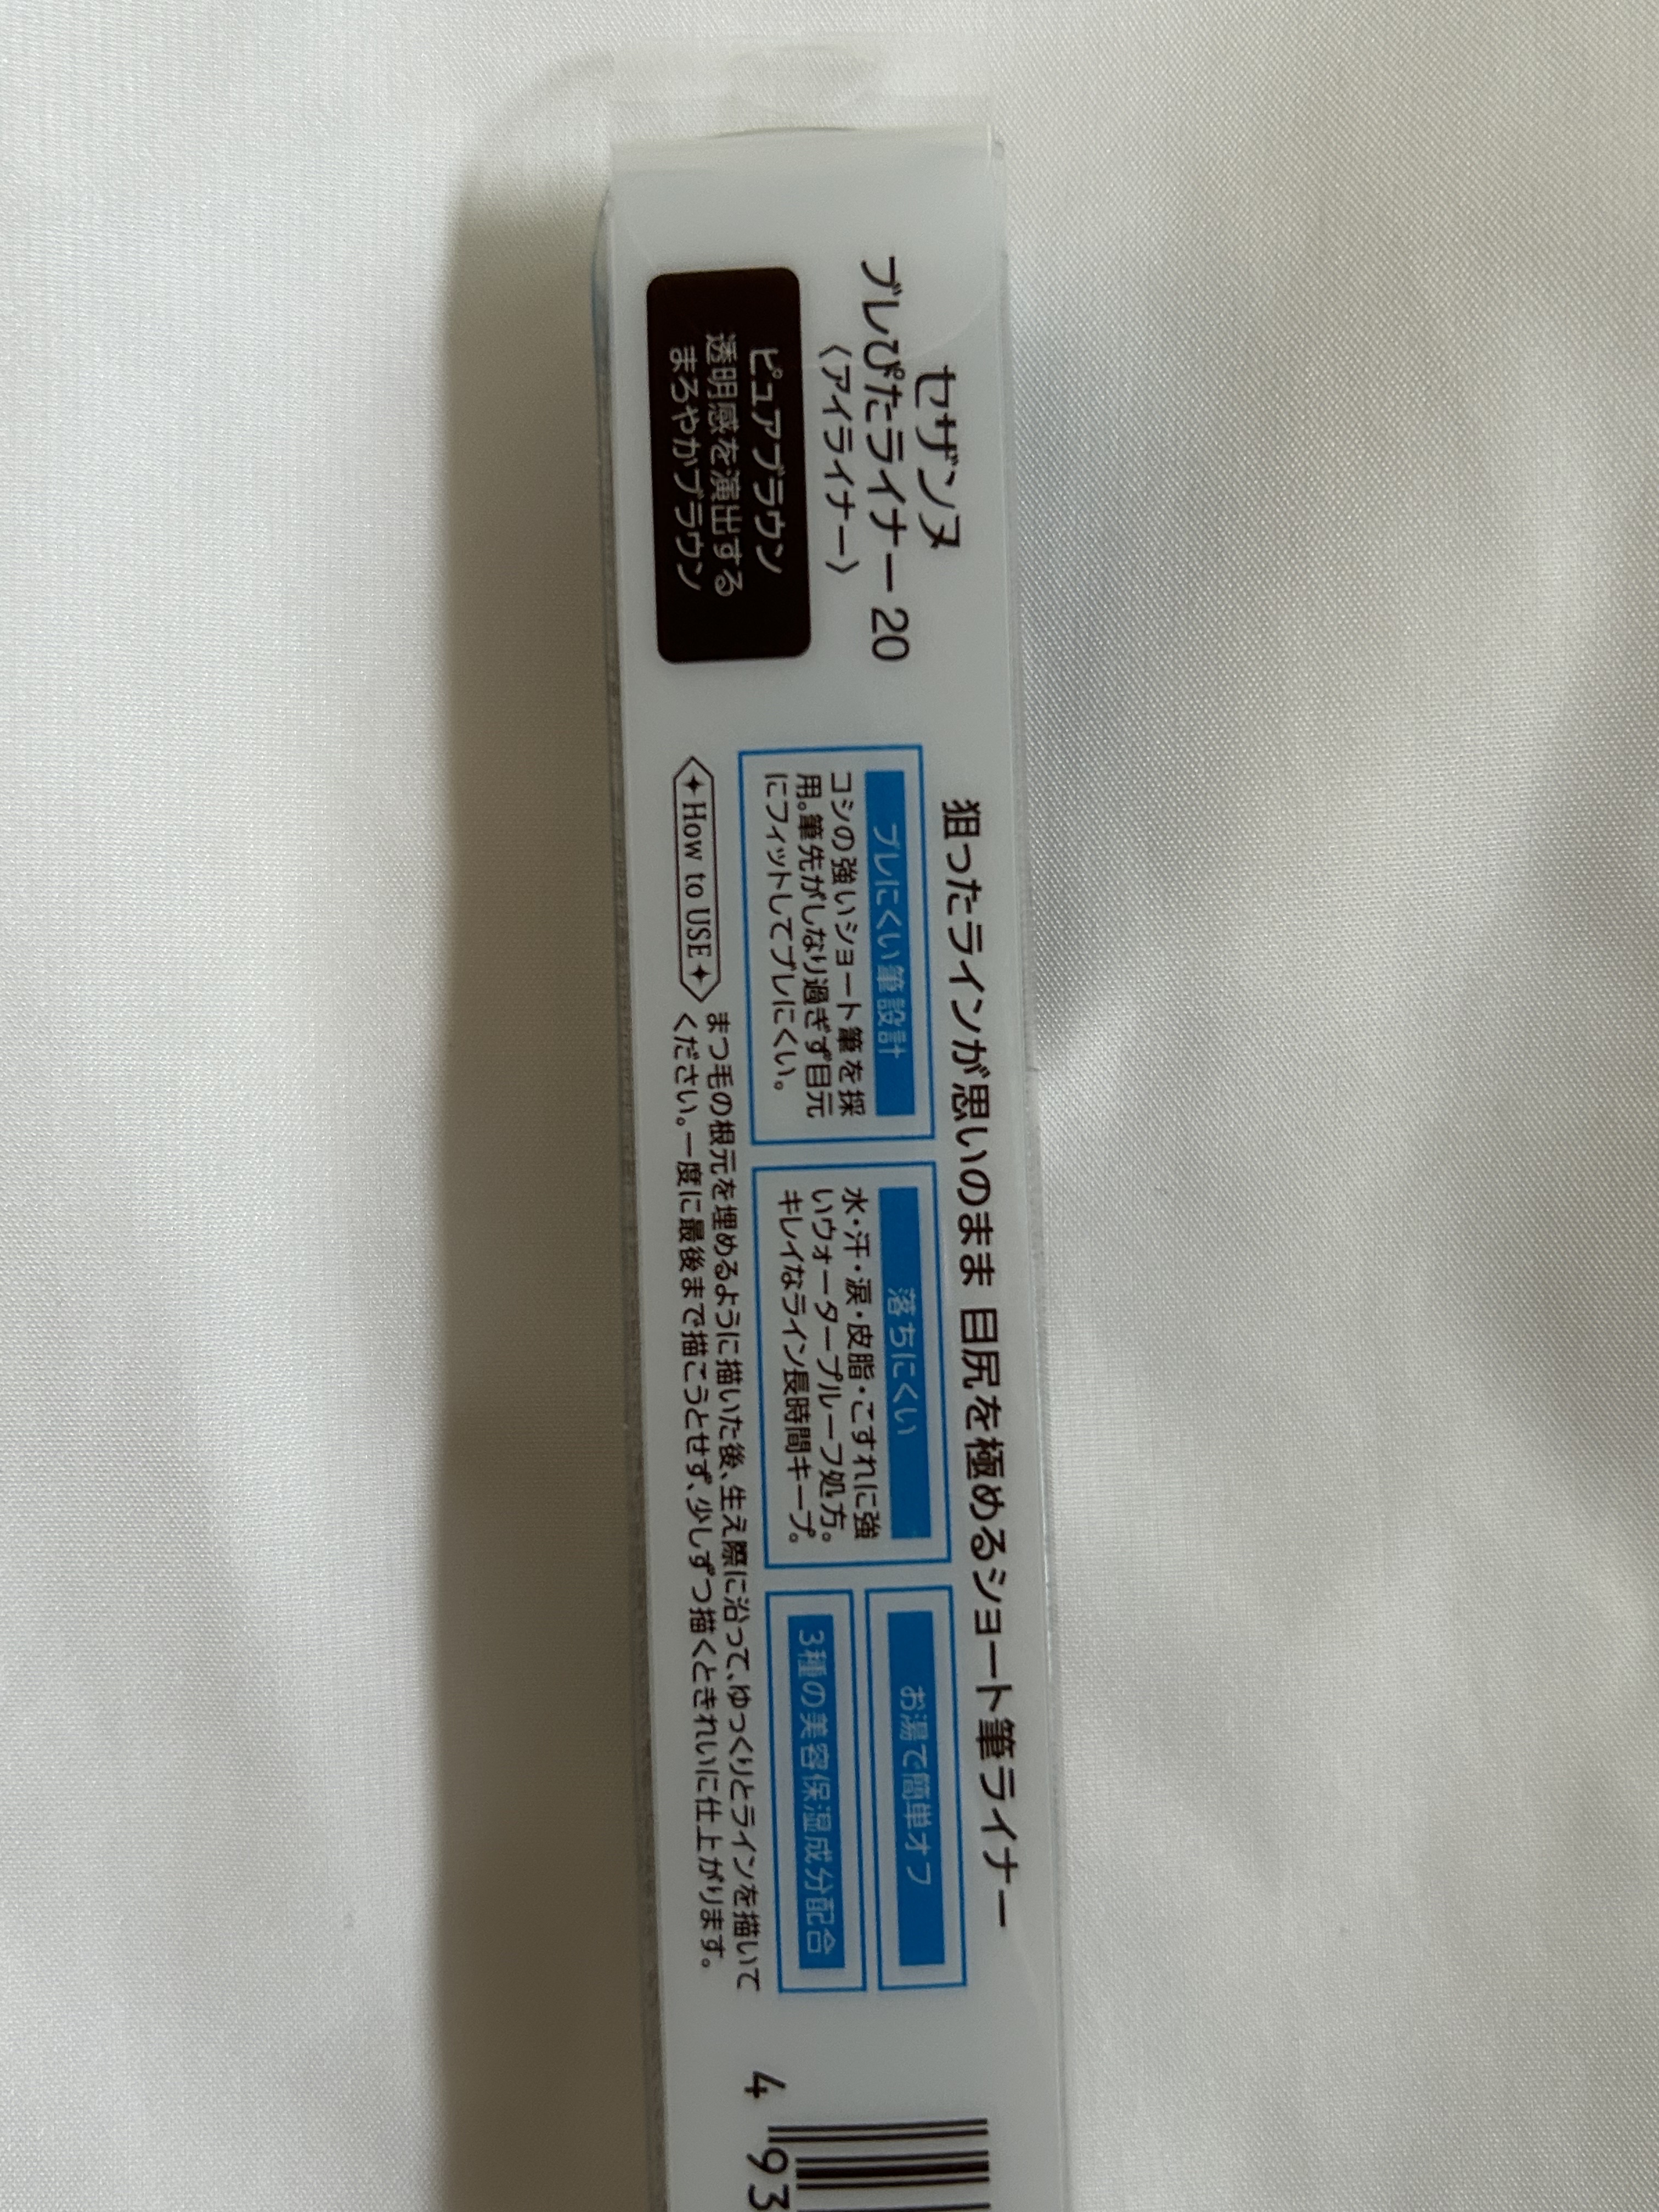 セザンヌ
ブレぴたライナー 20
〈アイライナー〉
ピュアブラウン
透明感を演出する
まろやかブラウン
狙ったラインが思いのまま 目尻を極めるショート筆ライナー
ブレにくい筆設計
コシの強いショート筆を採
用。筆先がしなり過ぎず目元
にフィットしてブレにくい。
落ちにくい
水・汗・涙・皮脂・こすれに強
いウォータープルーフ処方。
キレイなライン長時間キープ。
お湯で簡単オフ
3種の美容保湿成分配合
How to USE
まつ毛の根元を埋めるように描いた後、生え際に沿って、ゆっくりとラインを描いて
ください。一度に最後まで描こうとせず、少しずつ描くときれいに仕上がります。
4 93